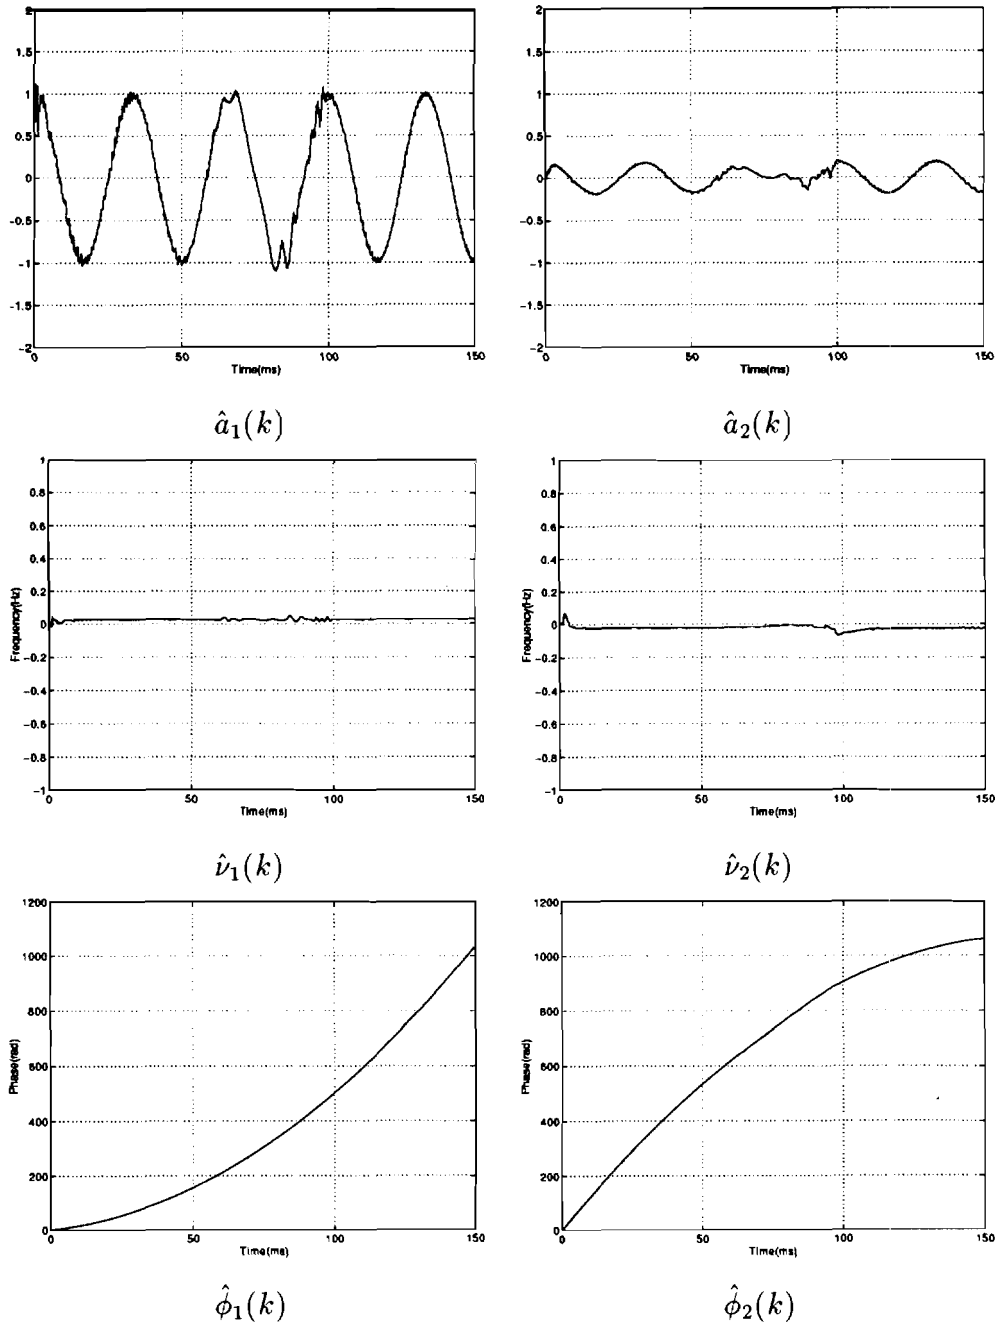 2
1.5
1
0.5
0
−0.5
−1
−1.5
−2
0 50 100 150
Time(ms)
â₁(k)
2
1.5
1
0.5
0
−0.5
−1
−1.5
−2
0 50 100 150
Time(ms)
â₂(k)
1
0.8
0.6
0.4
0.2
0
−0.2
−0.4
−0.6
−0.8
−1
Frequency(Hz)
0 50 100 150
Time(ms)
ν̂₁(k)
1
0.8
0.6
0.4
0.2
0
−0.2
−0.4
−0.6
−0.8
−1
Frequency(Hz)
0 50 100 150
Time(ms)
ν̂₂(k)
1200
1000
800
600
400
200
0
Phase(rad)
0 50 100 150
Time(ms)
ϕ̂₁(k)
1200
1000
800
600
400
200
0
Phase(rad)
0 50 100 150
Time(ms)
ϕ̂₂(k)